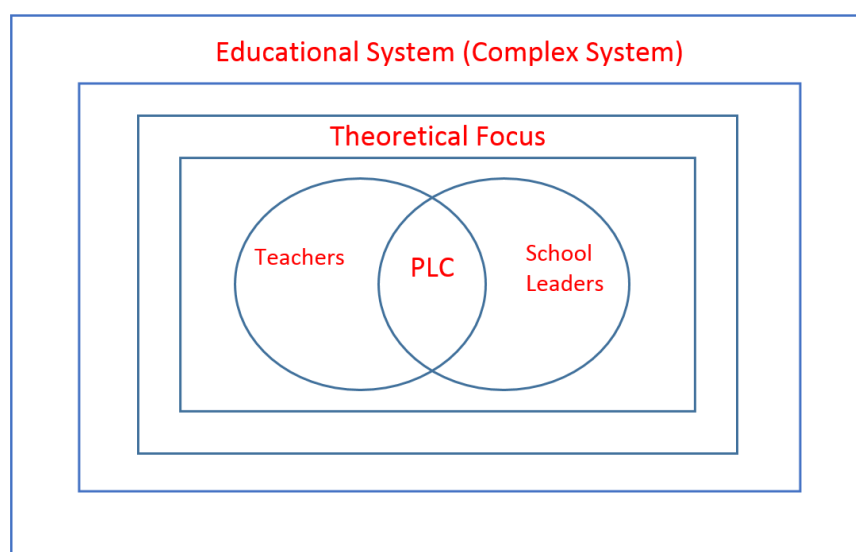 Educational System (Complex System)
Theoretical Focus
Teachers
PLC
School
Leaders